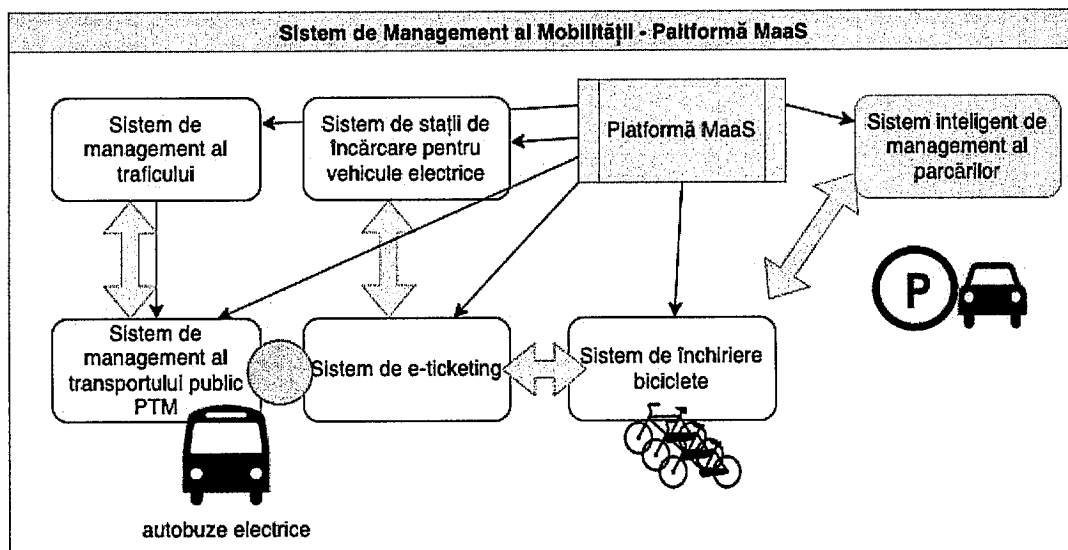 Sistem de Management al Mobilității - Paltformă MaaS
Sistem de
management al
traficului
Sistem de stații de
încărcare pentru
vehicule electrice
Platformă MaaS
Sistem inteligent de
management al
parcărilor
P
Sistem de
management al
transportului public
PTM
Sistem de e-ticketing
Sistem de închiriere
biciclete
autobuze electrice